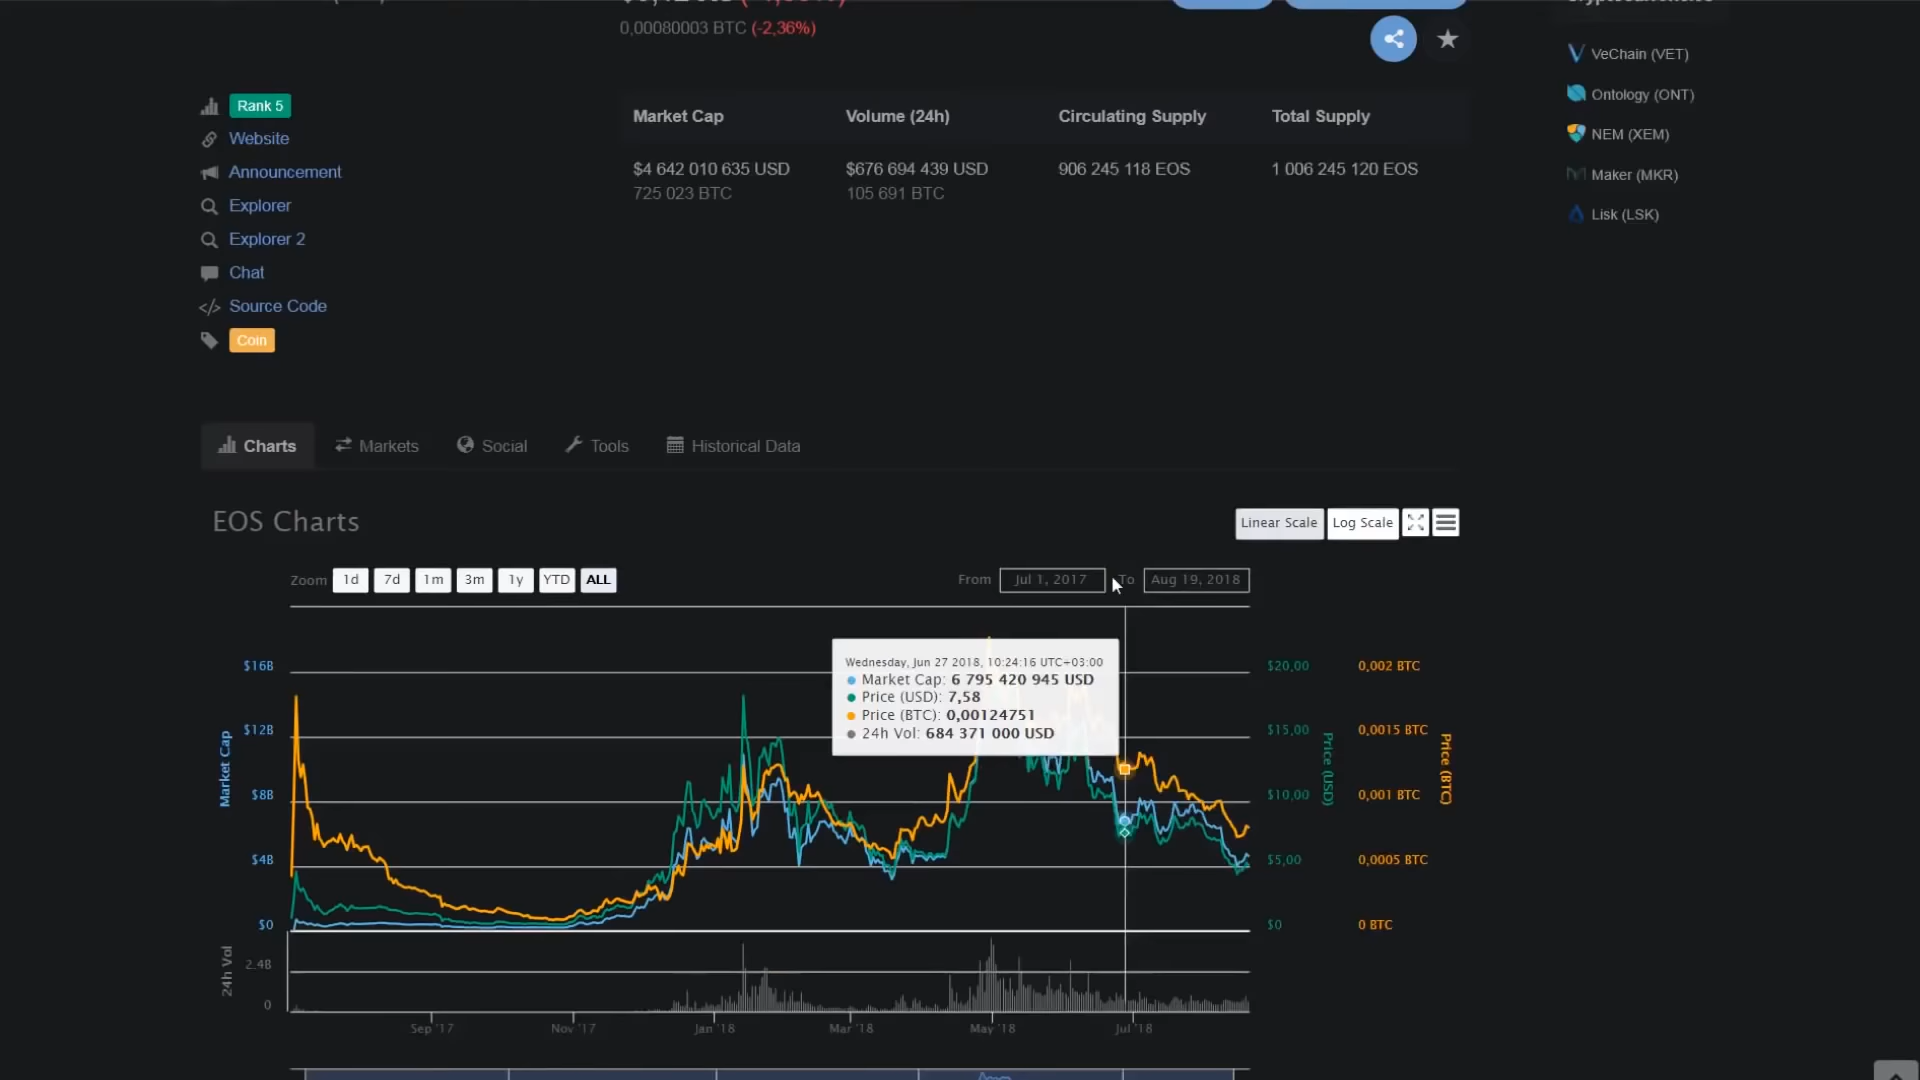 0,00080003 BTC (-2,36%)
VeChain (VET)
Ontology (ONT)
NEM (XEM)
Maker (MKR)
Lisk (LSK)
Rank 5
Website
Announcement
Explorer
Explorer 2
Chat
Source Code
Coin
Market Cap Volume (24h) Circulating Supply Total Supply
$4 642 010 635 USD $676 694 439 USD 906 245 118 EOS 1 006 245 120 EOS
725 023 BTC 105 691 BTC
Charts Markets Social Tools Historical Data
EOS Charts
Linear Scale Log Scale
Zoom 1d 7d 1m 3m 1y YTD ALL
From Jul 1, 2017 To Aug 19, 2018
Wednesday, Jun 27 2018, 10:24:16 UTC+03:00
Market Cap: 6 795 420 945 USD
Price (USD): 7,58
Price (BTC): 0,00124751
24h Vol: 684 371 000 USD
$16B $20,00 0,002 BTC
$12B $15,00 0,0015 BTC
$8B $10,00 0,001 BTC
$4B $5,00 0,0005 BTC
$0 $0 0 BTC
Market Cap
Price (USD)
Price (BTC)
24h Vol
2.4B
0
Sep '17 Nov '17 Jan '18 Mar '18 May '18 Jul '18